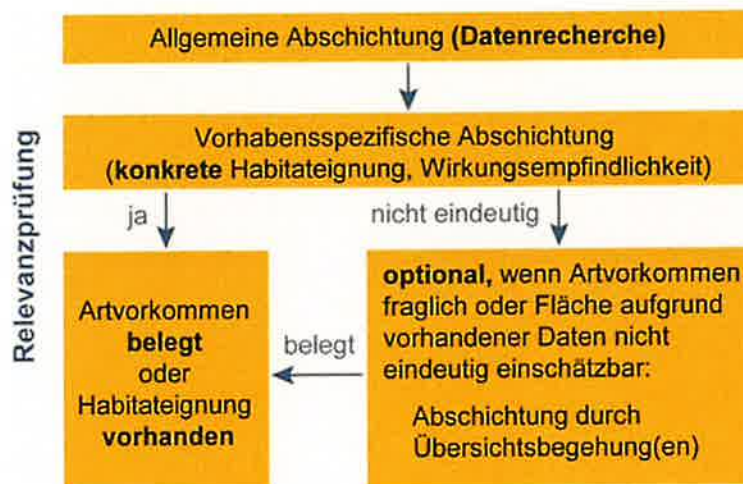 Relevanzprüfung
Allgemeine Abschichtung (Datenrecherche)
Vorhabensspezifische Abschichtung
(konkrete Habitateignung, Wirkungsempfindlichkeit)
ja
nicht eindeutig
Artvorkommen
belegt
oder
Habitateignung
vorhanden
belegt
optional, wenn Artvorkommen
fraglich oder Fläche aufgrund
vorhandener Daten nicht
eindeutig einschätzbar:
Abschichtung durch
Übersichtsbegehung(en)